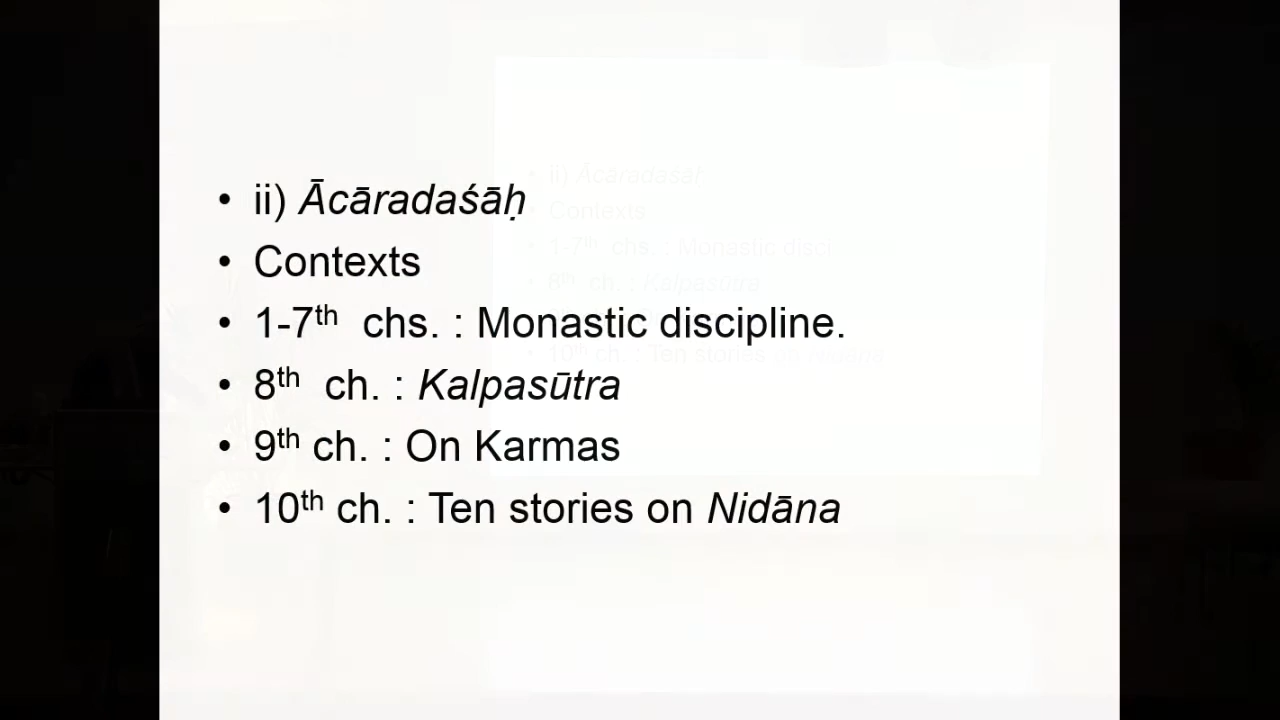 • ii) Ācāradaśāḥ
• Contexts
• 1-7th chs. : Monastic discipline.
• 8th ch. : Kalpasūtra
• 9th ch. : On Karmas
• 10th ch. : Ten stories on Nidāna